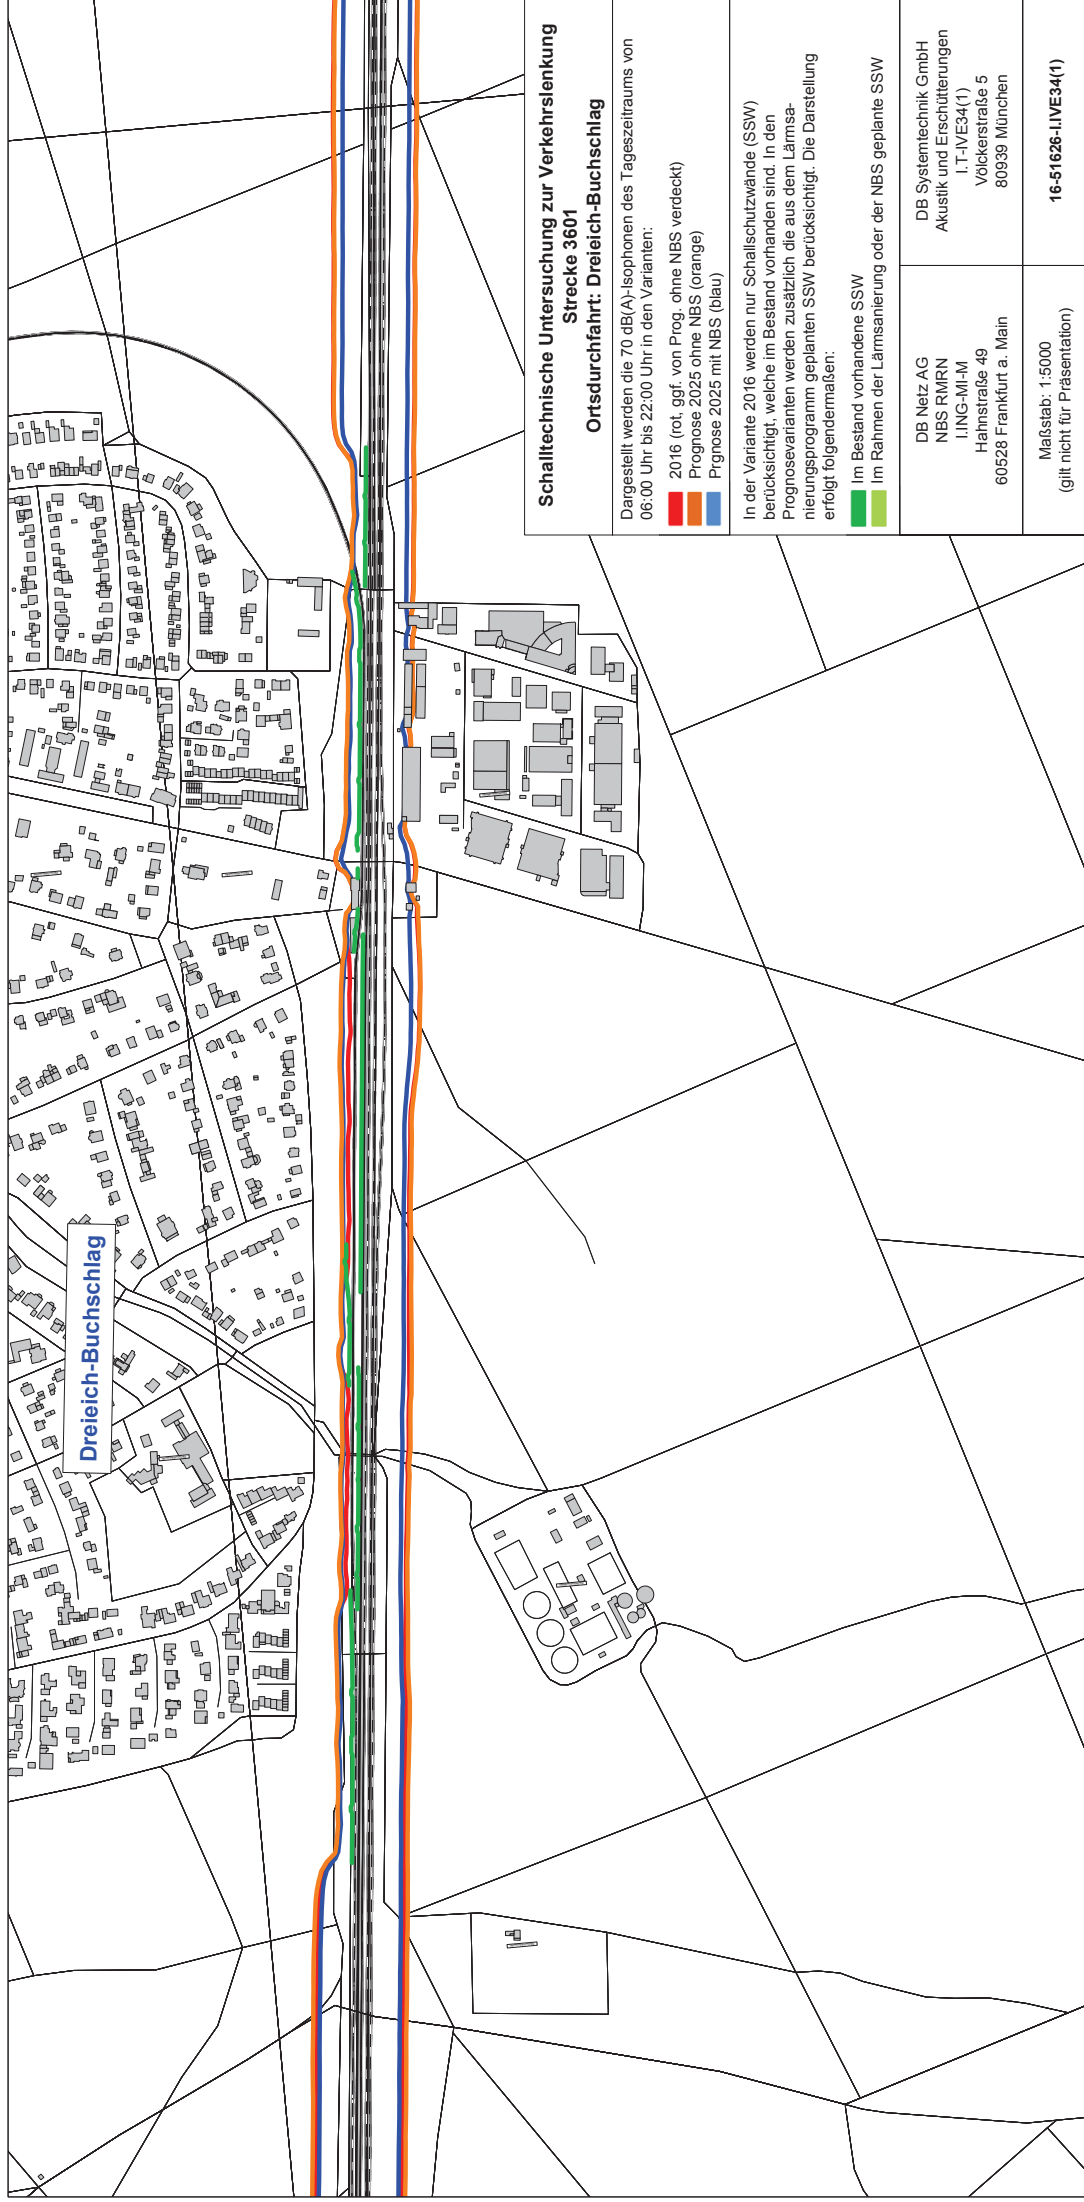 Dreieich-Buchschlag
Schalltechnische Untersuchung zur Verkehrslenkung
Strecke 3601
Ortsdurchfahrt: Dreieich-Buchschlag
Dargestellt werden die 70 dB(A)-Isophonen des Tageszeitraums von
06:00 Uhr bis 22:00 Uhr in den Varianten:
2016 (rot, ggf. von Prog. ohne NBS verdeckt)
Prognose 2025 ohne NBS (orange)
Prgnose 2025 mit NBS (blau)
In der Variante 2016 werden nur Schallschutzwände (SSW)
berücksichtigt, welche im Bestand vorhanden sind. In den
Prognosevarianten werden zusätzlich die aus dem Lärmsa-
nierungsprogramm geplanten SSW berücksichtigt. Die Darstellung
erfolgt folgendermaßen:
Im Bestand vorhandene SSW
Im Rahmen der Lärmsanierung oder der NBS geplante SSW
DB Netz AG
NBS RMRN
I.ING-MI-M
Hahnstraße 49
60528 Frankfurt a. Main
DB Systemtechnik GmbH
Akustik und Erschütterungen
I.T-IVE34(1)
Völckerstraße 5
80939 München
Maßstab: 1:5000
(gilt nicht für Präsentation)
16-51626-I.IVE34(1)